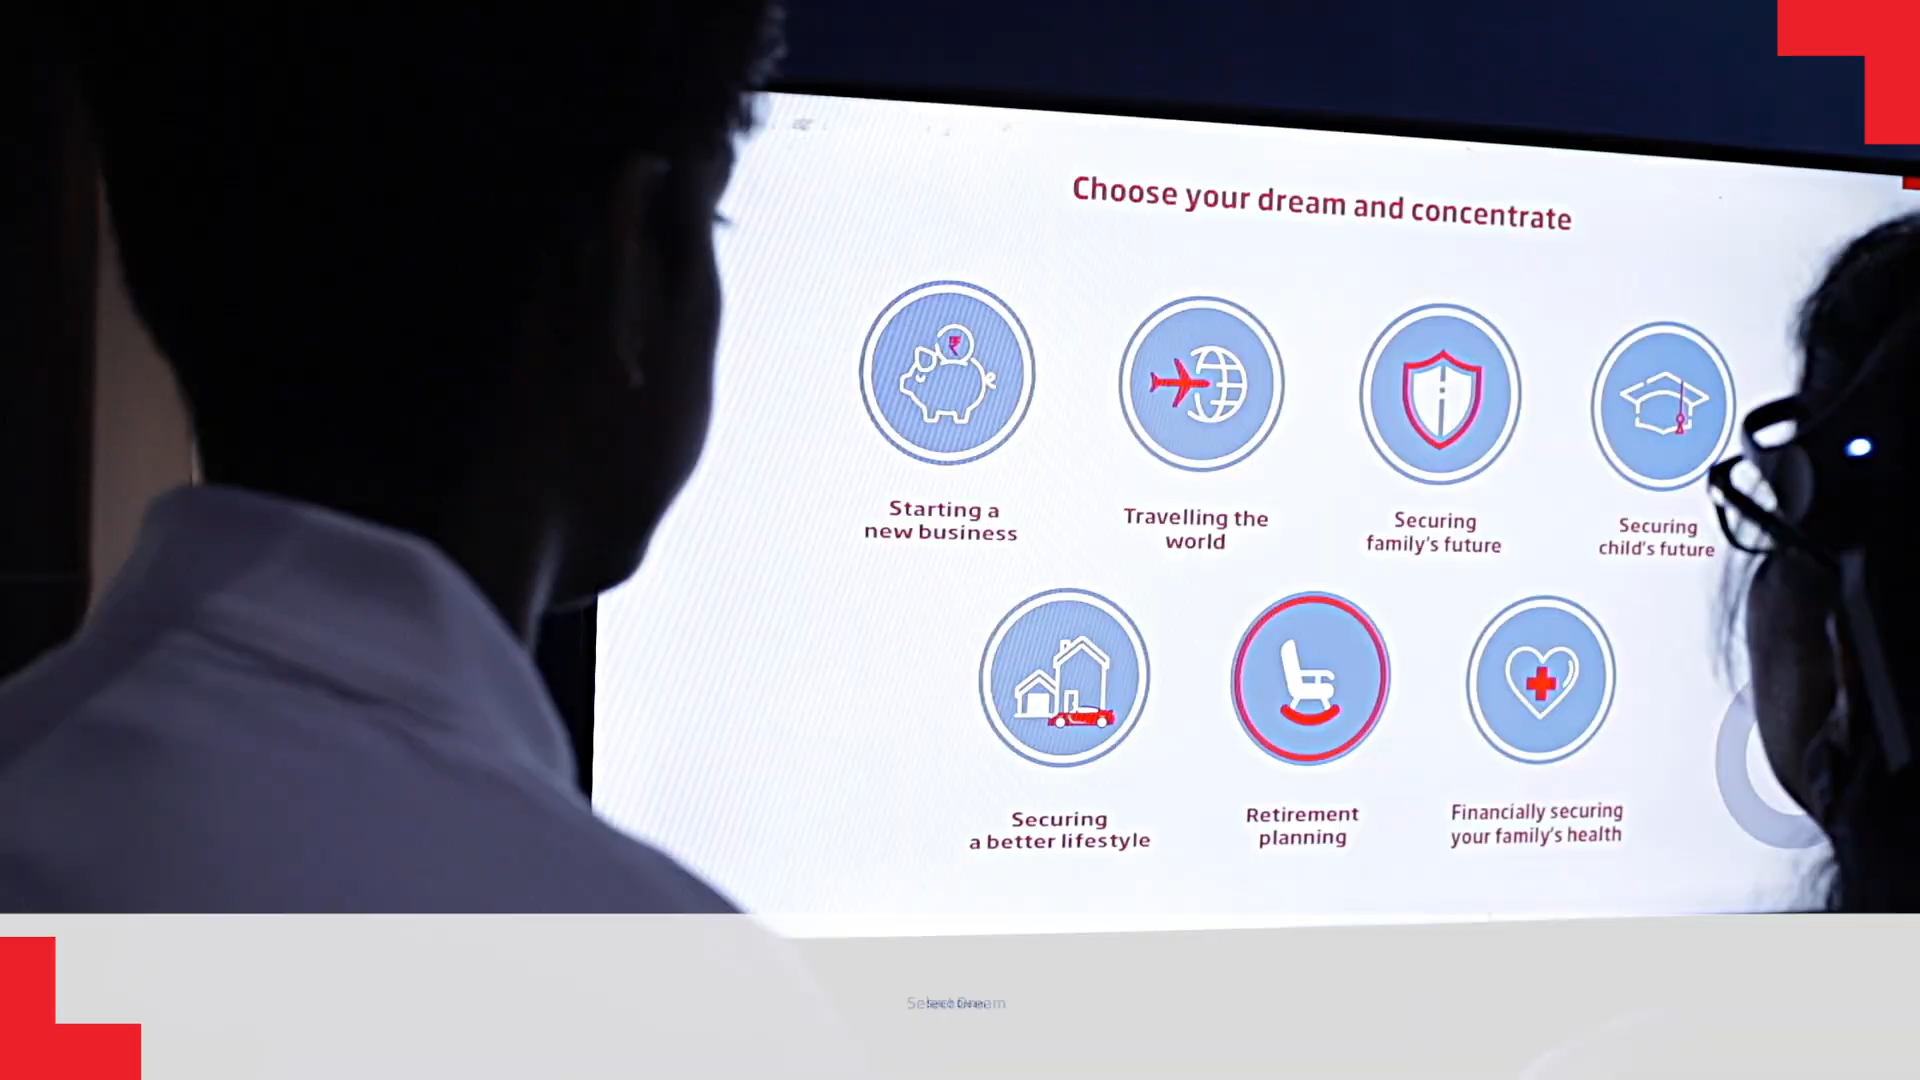 Choose your dream and concentrate
₹
Starting a
new business
Travelling the
world
Securing
family's future
Securing
child's future
Securing
a better lifestyle
Retirement
planning
Financially securing
your family's health